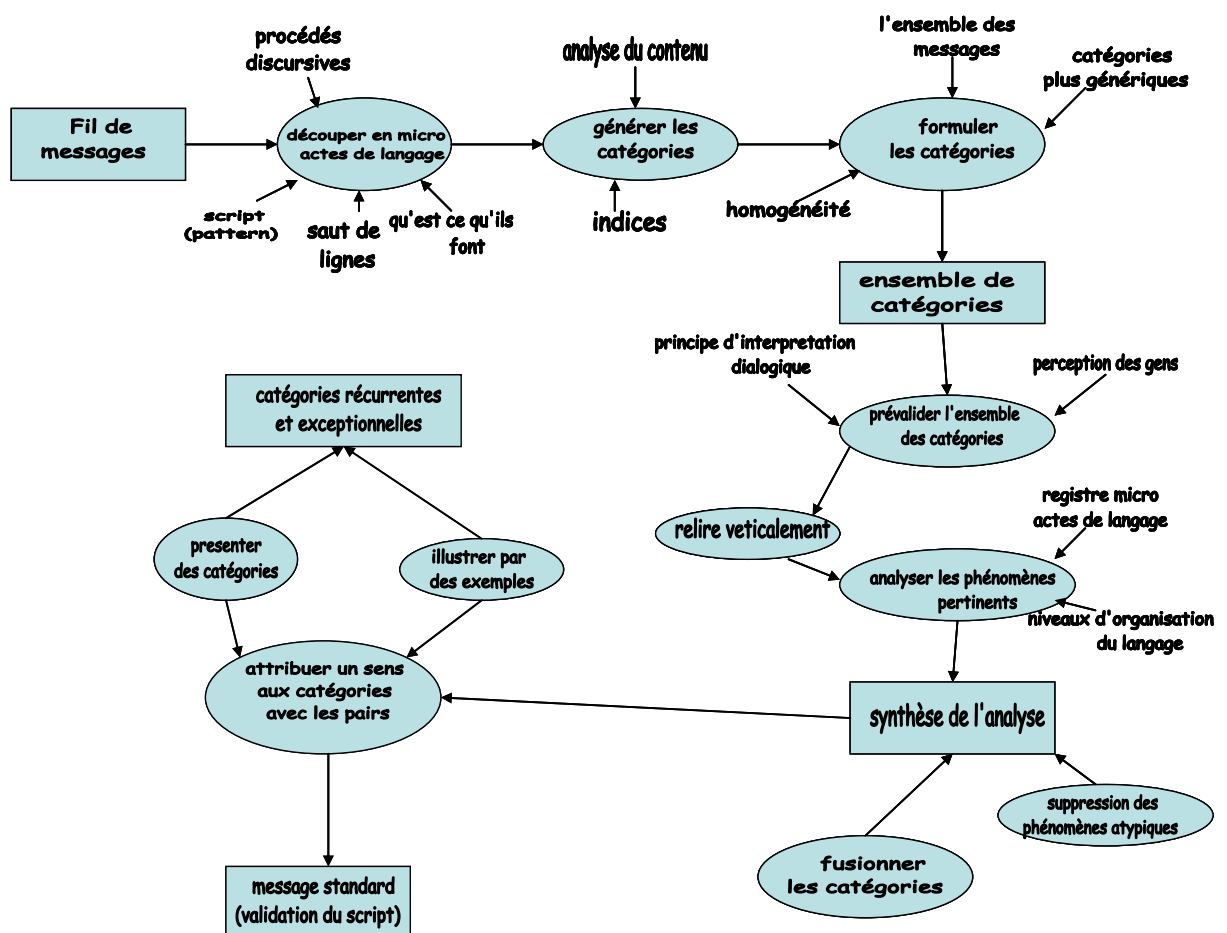 procédés
discursives
analyse du contenu
l'ensemble des
messages
catégories
plus génériques
Fil de
messages
découper en micro
actes de langage
générer les
catégories
formuler
les catégories
script
(pattern)
saut de
lignes
qu'est ce qu'ils
font
indices
homogénéité
ensemble de
catégories
principe d'interpretation
dialogique
perception des gens
catégories récurrentes
et exceptionnelles
prévalider l'ensemble
des catégories
relire veticalement
registre micro
actes de langage
presenter
des catégories
illustrer par
des exemples
analyser les phénomènes
pertinents
niveaux d'organisation
du langage
attribuer un sens
aux catégories
avec les pairs
synthèse de l'analyse
suppression des
phénomènes atypiques
fusionner
les catégories
message standard
(validation du script)